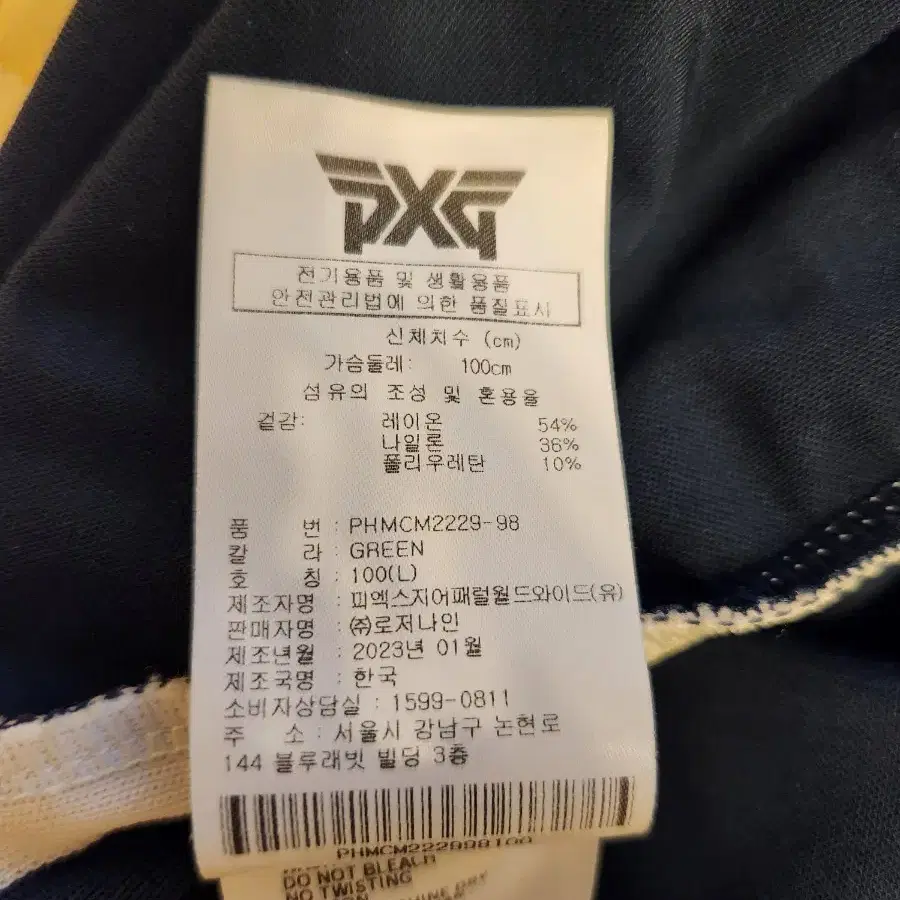 PXG
전기용품 및 생활용품
안전관리법에 의한 품질표시
신체치수 (cm)
가슴둘레: 100cm
섬유의 조성 및 혼용율
겉감: 레이온 54%
나일론 36%
폴리우레탄 10%
품 번 : PHMCM2229-98
칼 라 : GREEN
호 칭 : 100(L)
제조자명 : 피엑스지어패럴월드와이드(유)
판매자명 : ㈜로저나인
제조년월 : 2023년 01월
제조국명 : 한국
소비자상담실 : 1599-0811
주 소 : 서울시 강남구 논현로
144 블루래빗 빌딩 3층
PHMCM222998100
DO NOT BLEACH
NO TWISTING
DRY